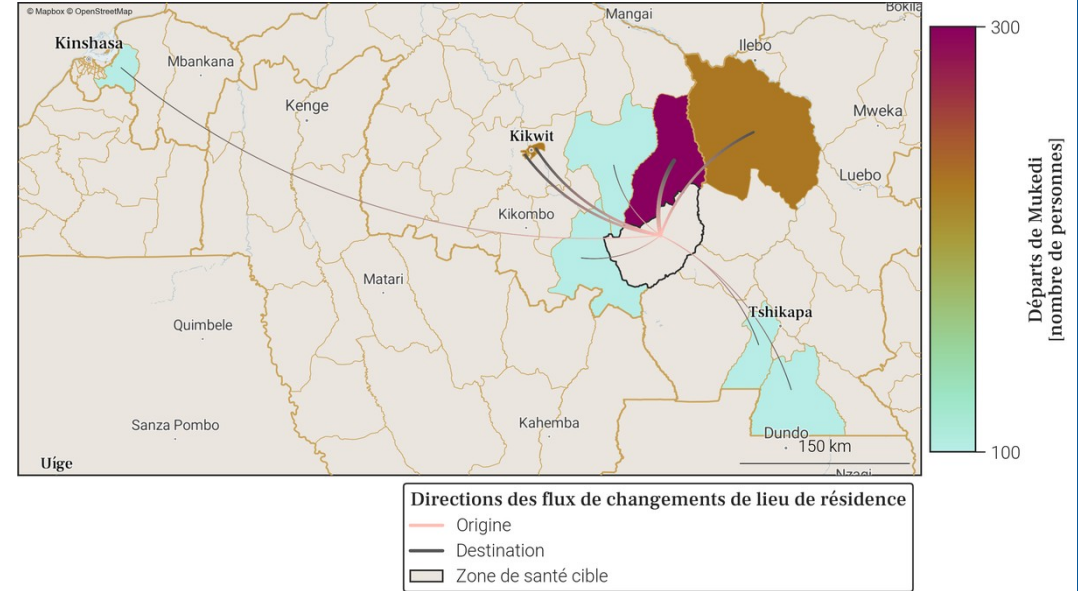 © Mapbox © OpenStreetMap
Mangai
Kinshasa
Ilebo
Mbankana
Kenge
Mweka
Kikwit
Luebo
Kikombo
Matari
Tshikapa
Quimbele
Sanza Pombo
Kahemba
Dundo
150 km
Uíge
300
100
Départs de Mukedi
[nombre de personnes]
Directions des flux de changements de lieu de résidence
Origine
Destination
Zone de santé cible